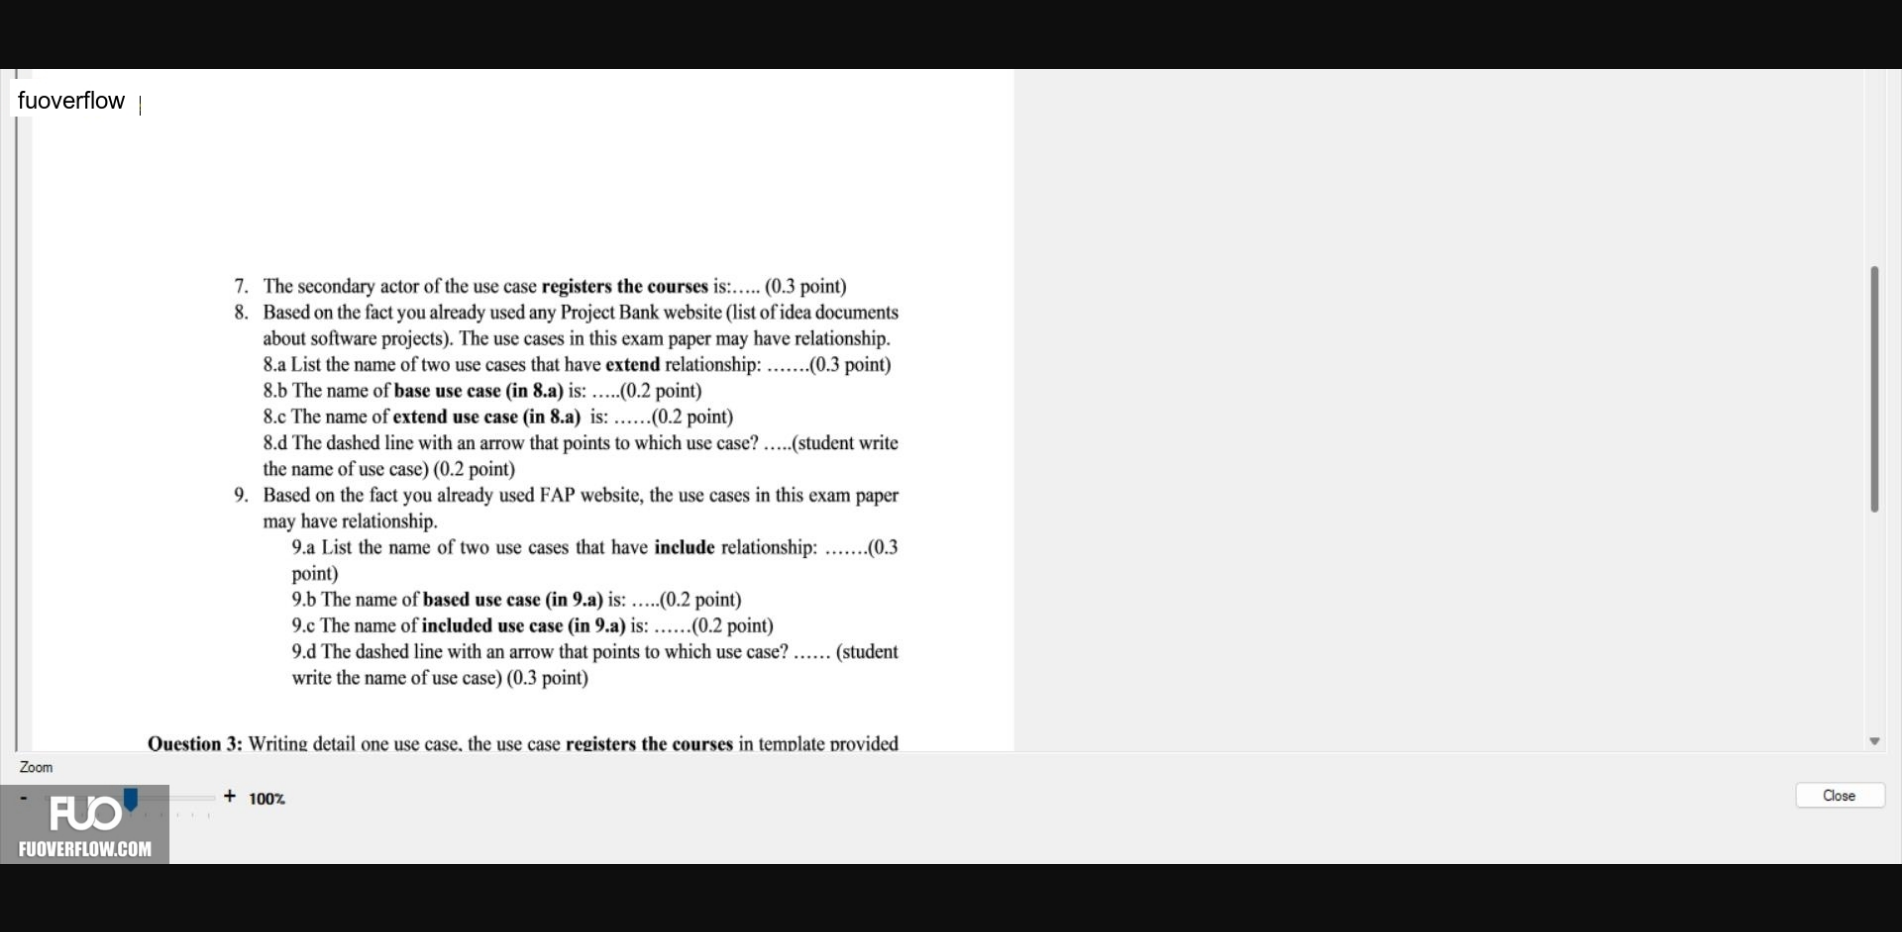 fuoverflow
7. The secondary actor of the use case registers the courses is:..... (0.3 point)
8. Based on the fact you already used any Project Bank website (list of idea documents
about software projects). The use cases in this exam paper may have relationship.
8.a List the name of two use cases that have extend relationship: .......(0.3 point)
8.b The name of base use case (in 8.a) is: .....(0.2 point)
8.c The name of extend use case (in 8.a) is: ......(0.2 point)
8.d The dashed line with an arrow that points to which use case? .....(student write
the name of use case) (0.2 point)
9. Based on the fact you already used FAP website, the use cases in this exam paper
may have relationship.
9.a List the name of two use cases that have include relationship: .......(0.3
point)
9.b The name of based use case (in 9.a) is: .....(0.2 point)
9.c The name of included use case (in 9.a) is: ......(0.2 point)
9.d The dashed line with an arrow that points to which use case? ...... (student
write the name of use case) (0.3 point)
Question 3: Writing detail one use case, the use case registers the courses in template provided
Zoom
- + 100%
Close
FUO
FUOVERFLOW.COM